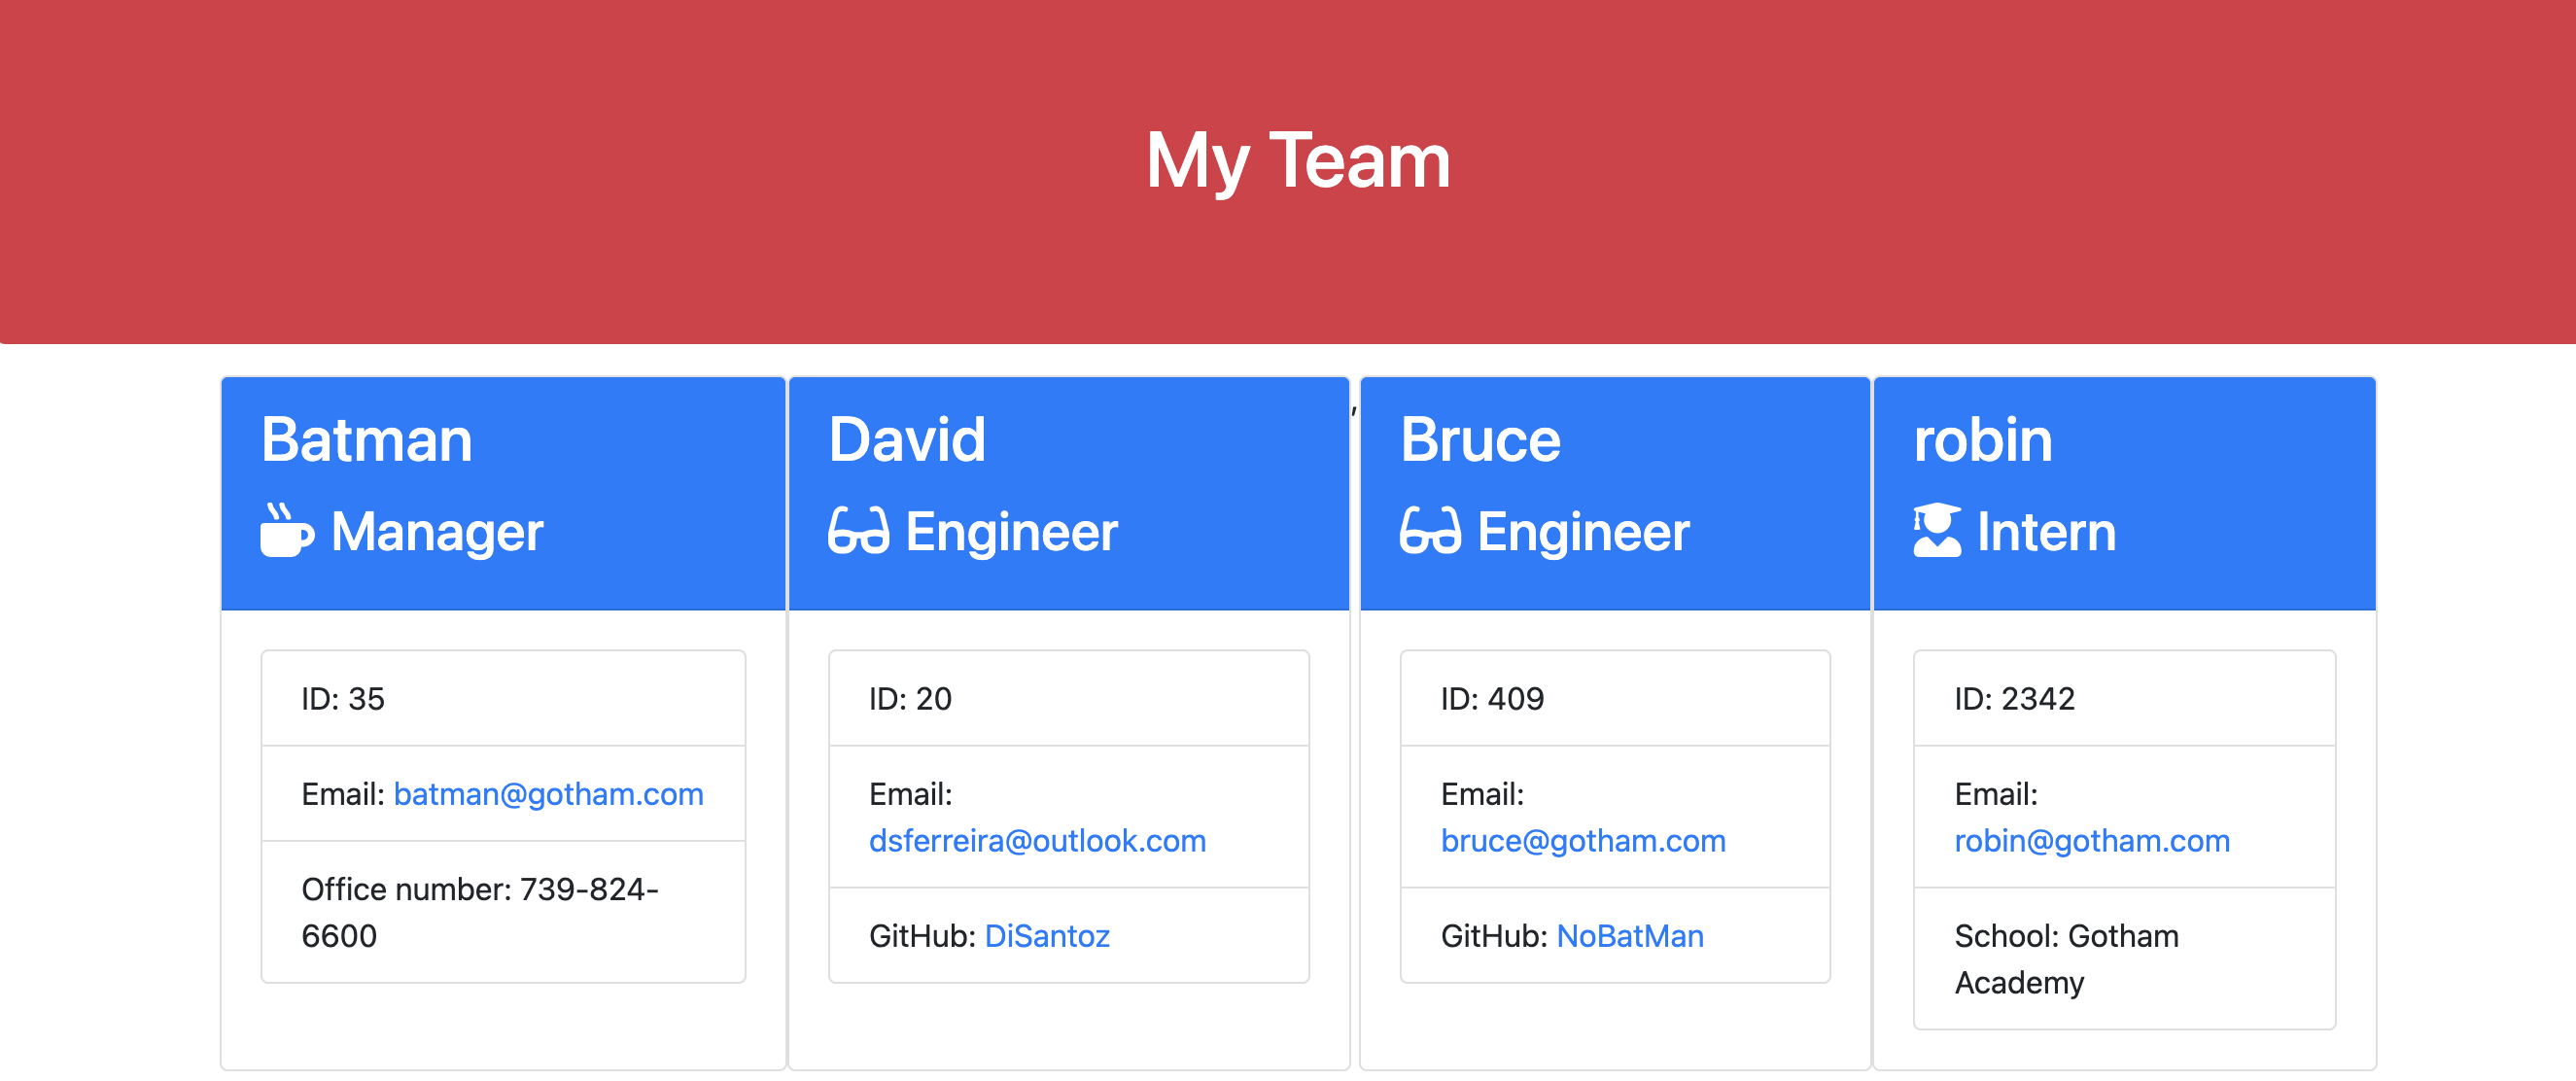 My Team
Batman
Manager
ID: 35
Email: batman@gotham.com
Office number: 739-824-
6600
David
Engineer
ID: 20
Email:
dsferreira@outlook.com
GitHub: DiSantoz
,
Bruce
Engineer
ID: 409
Email:
bruce@gotham.com
GitHub: NoBatMan
robin
Intern
ID: 2342
Email:
robin@gotham.com
School: Gotham
Academy